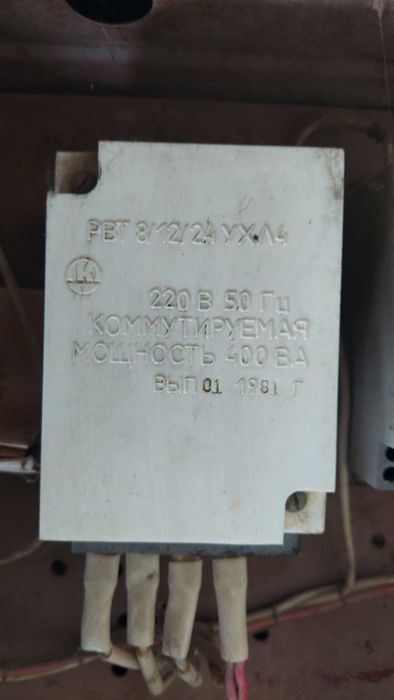 РВТ 8/12/24 УХЛ4
220 В 50 Гц
КОММУТИРУЕМАЯ
МОЩНОСТЬ 400 ВА
ВЫП 01 1981 Г